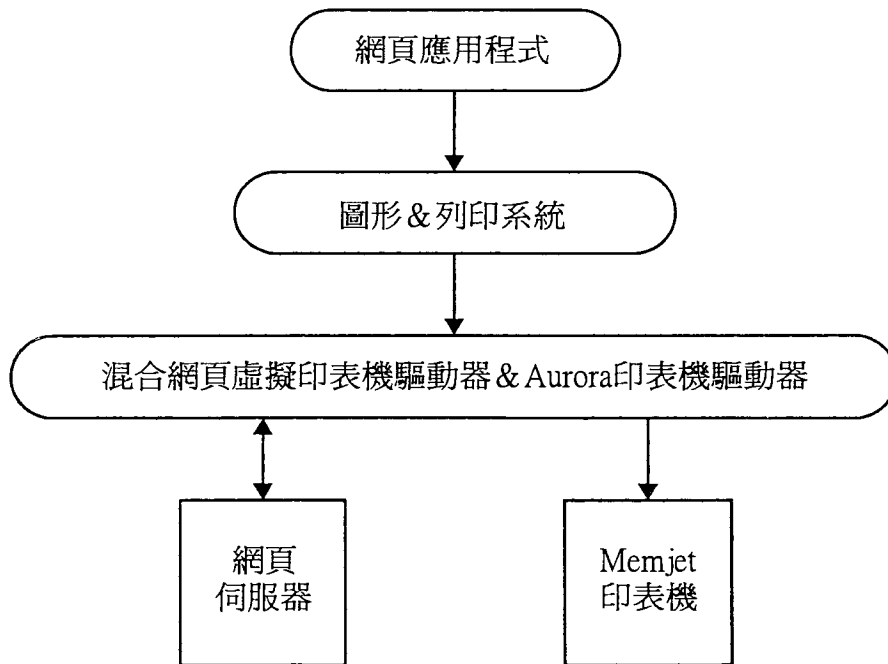 網頁應用程式
圖形&列印系統
混合網頁虛擬印表機驅動器&Aurora印表機驅動器
網頁
伺服器
Memjet
印表機